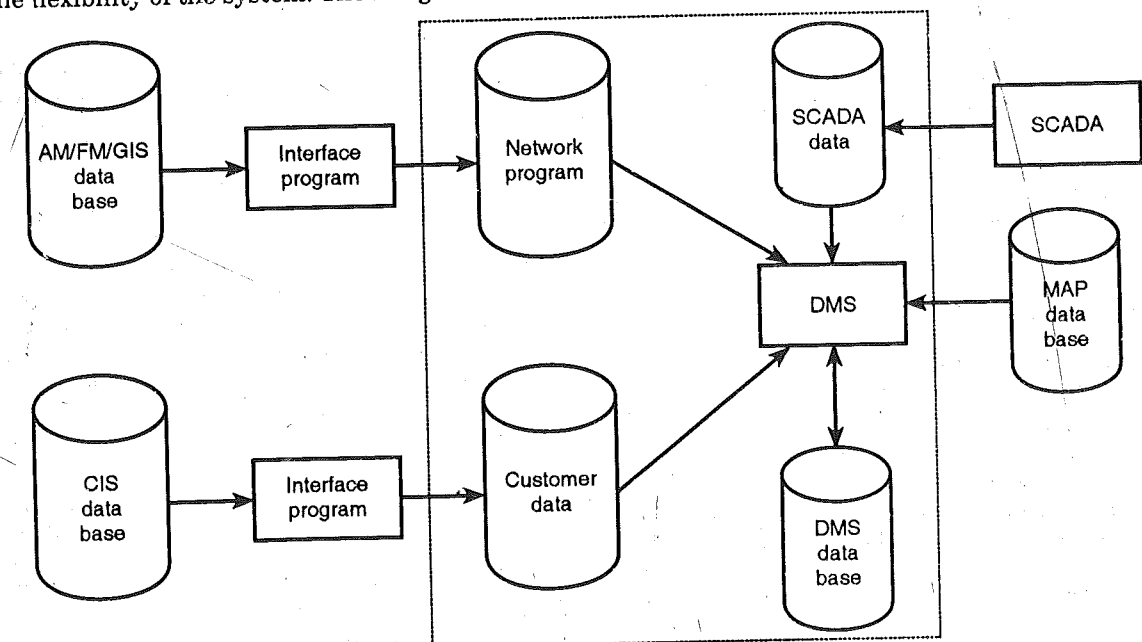 the flexibility of the system.
AM/FM/GIS
data
base
Interface
program
Network
program
SCADA
data
SCADA
DMS
MAP
data
base
CIS
data
base
Interface
program
Customer
data
DMS
data
base